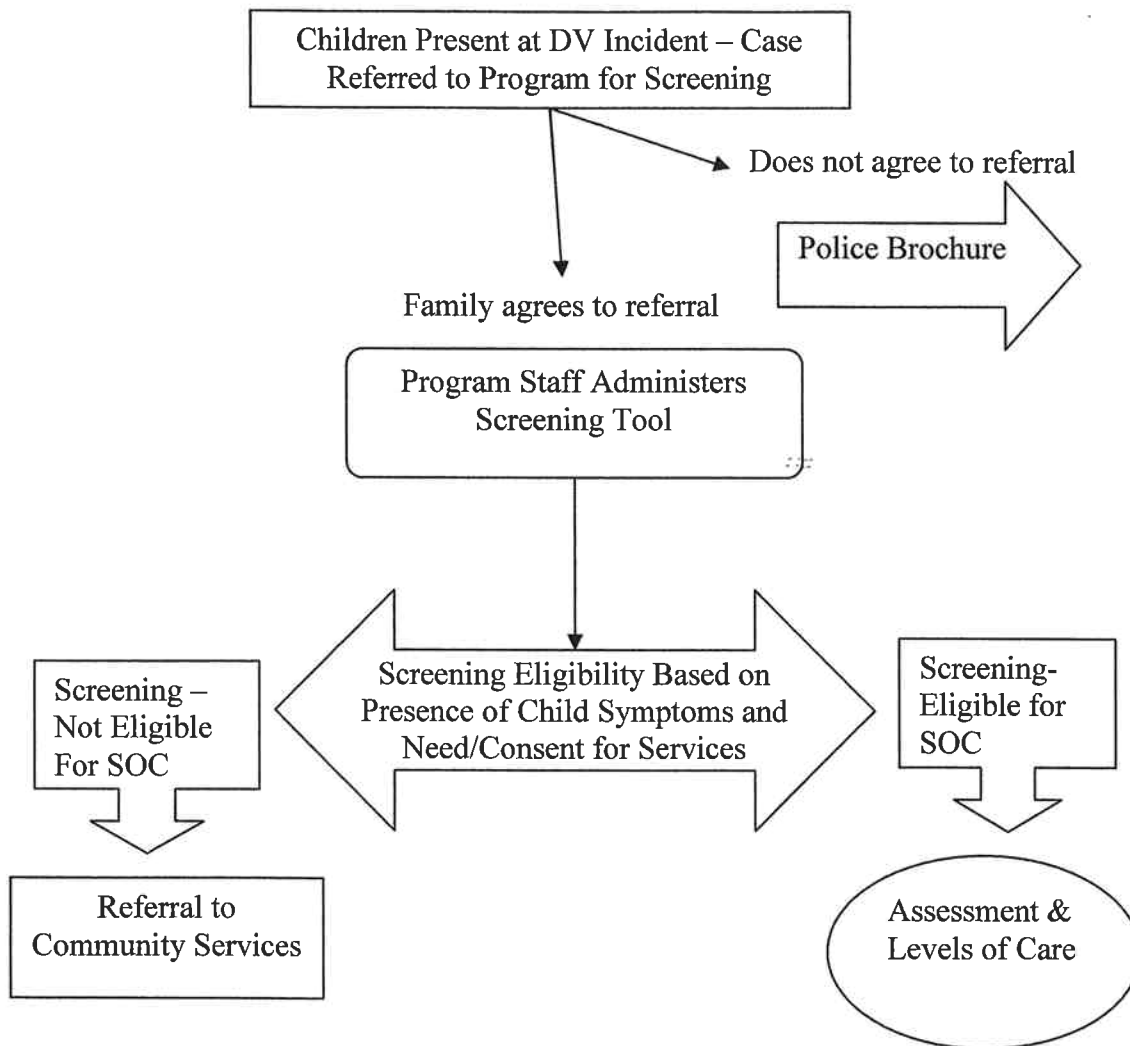 Children Present at DV Incident – Case
Referred to Program for Screening
Does not agree to referral
Police Brochure
Family agrees to referral
Program Staff Administers
Screening Tool
Screening –
Not Eligible
For SOC
Screening Eligibility Based on
Presence of Child Symptoms and
Need/Consent for Services
Screening-
Eligible for
SOC
Referral to
Community Services
Assessment &
Levels of Care